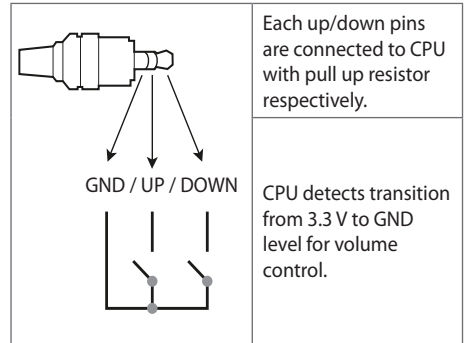 Each up/down pins
are connected to CPU
with pull up resistor
respectively.
GND / UP / DOWN
CPU detects transition
from 3.3 V to GND
level for volume
control.